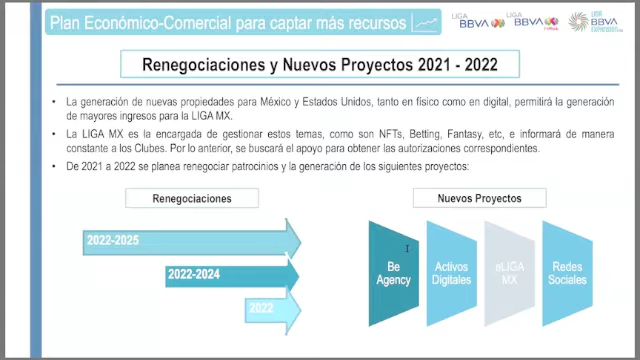 Plan Económico-Comercial para captar más recursos
LIGA BBVA
LIGA BBVA
LIGA BBVA EXPANSION
Renegociaciones y Nuevos Proyectos 2021 - 2022
• La generación de nuevas propiedades para México y Estados Unidos, tanto en físico como en digital, permitirá la generación
de mayores ingresos para la LIGA MX.
• La LIGA MX es la encargada de gestionar estos temas, como son NFTs, Betting, Fantasy, etc, e informará de manera
constante a los Clubes. Por lo anterior, se buscará el apoyo para obtener las autorizaciones correspondientes.
• De 2021 a 2022 se planea renegociar patrocinios y la generación de los siguientes proyectos:
Renegociaciones
Nuevos Proyectos
2022-2025
2022-2024
2022
Be
Agency
Activos
Digitales
eLIGA
MX
Redes
Sociales